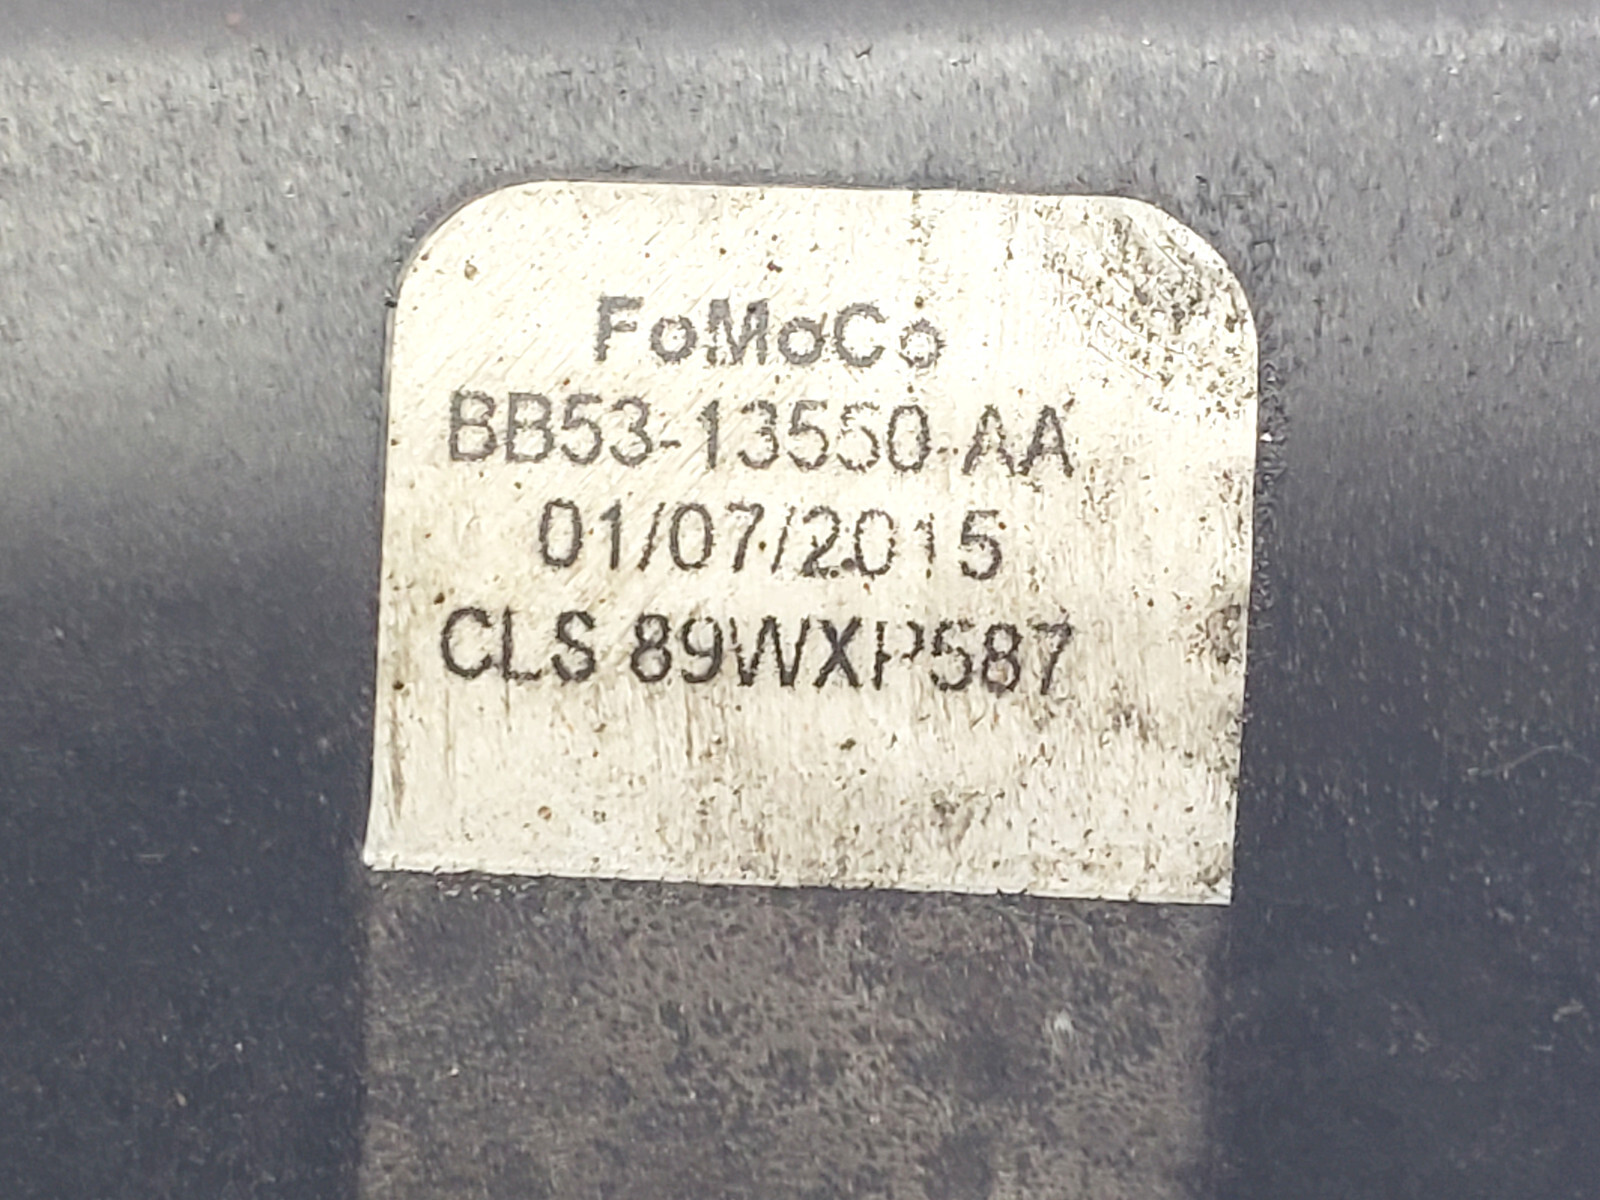 FoMoCo
BB53-13550-AA
01/07/2015
CLS 89WXP587